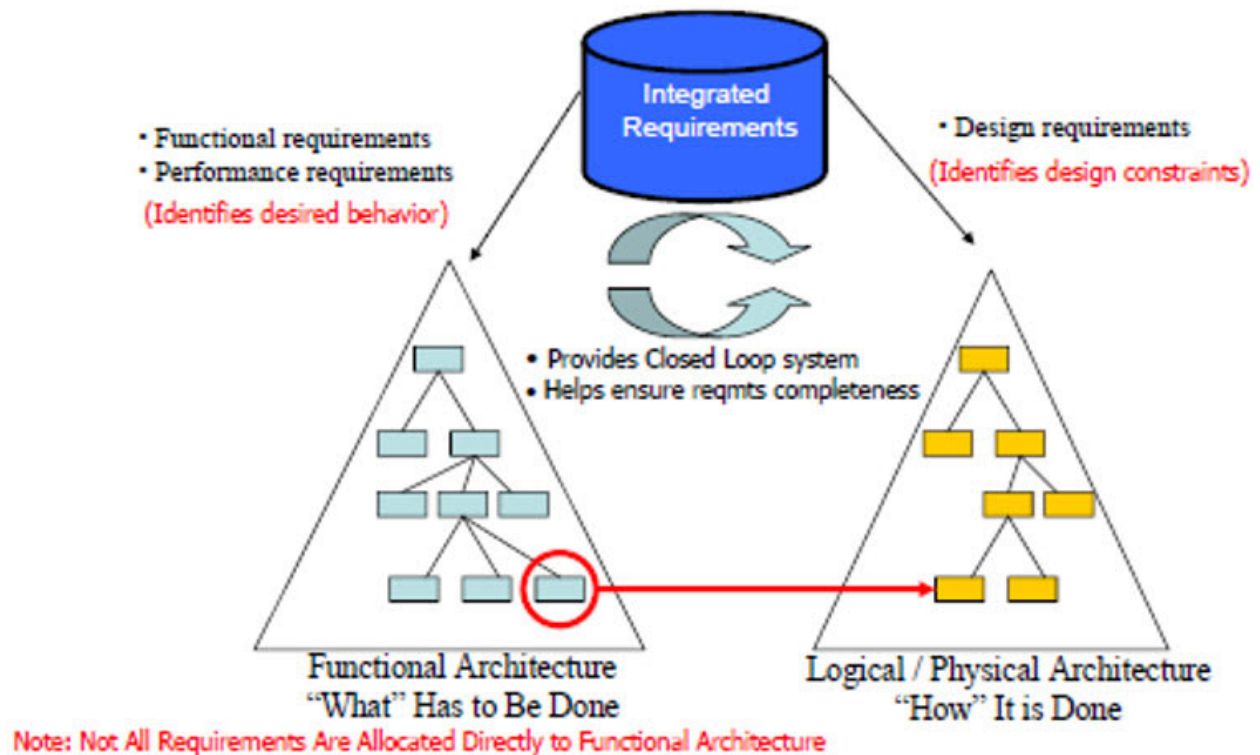 Integrated
Requirements
• Functional requirements
• Performance requirements
(Identifies desired behavior)
• Design requirements
(Identifies design constraints)
• Provides Closed Loop system
• Helps ensure reqmts completeness
Functional Architecture
“What” Has to Be Done
Logical / Physical Architecture
“How” It is Done
Note: Not All Requirements Are Allocated Directly to Functional Architecture